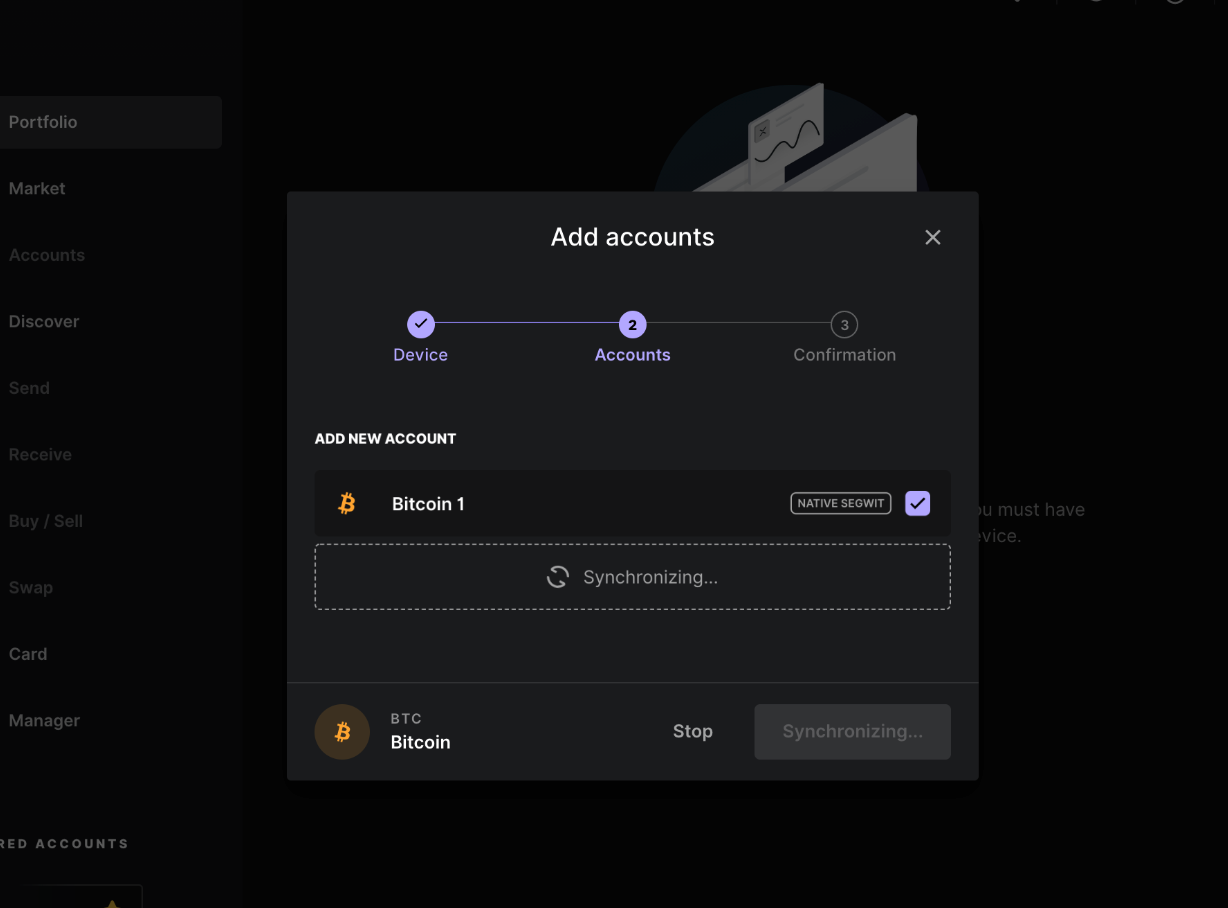 Portfolio
Market
Accounts
Discover
Send
Receive
Buy / Sell
Swap
Card
Manager
RED ACCOUNTS
Add accounts
2
3
Device
Accounts
Confirmation
ADD NEW ACCOUNT
Bitcoin 1
NATIVE SEGWIT
Synchronizing...
BTC
Bitcoin
Stop
Synchronizing...
ou must have
evice.